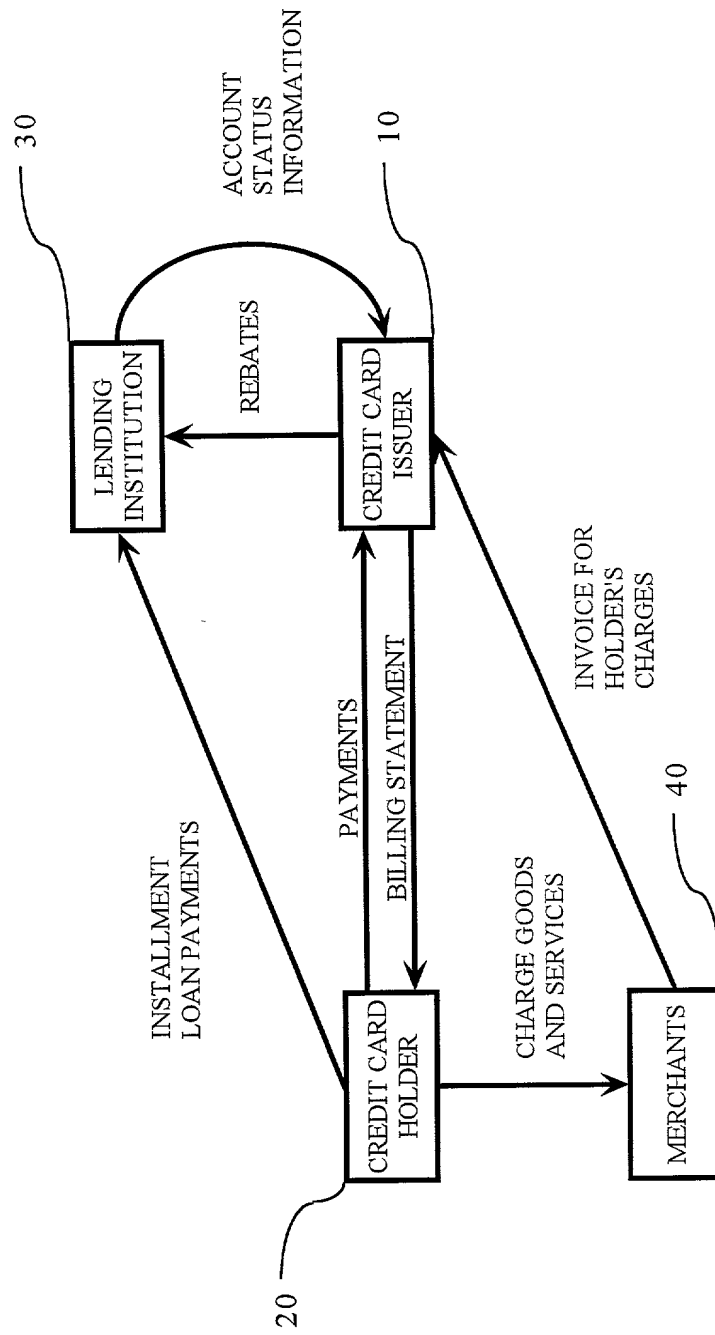 30
ACCOUNT
STATUS
INFORMATION
10
LENDING
INSTITUTION
REBATES
CREDIT CARD
ISSUER
INSTALLMENT
LOAN PAYMENTS
PAYMENTS
BILLING STATEMENT
INVOICE FOR
HOLDER'S
CHARGES
20
CREDIT CARD
HOLDER
CHARGE GOODS
AND SERVICES
MERCHANTS
40